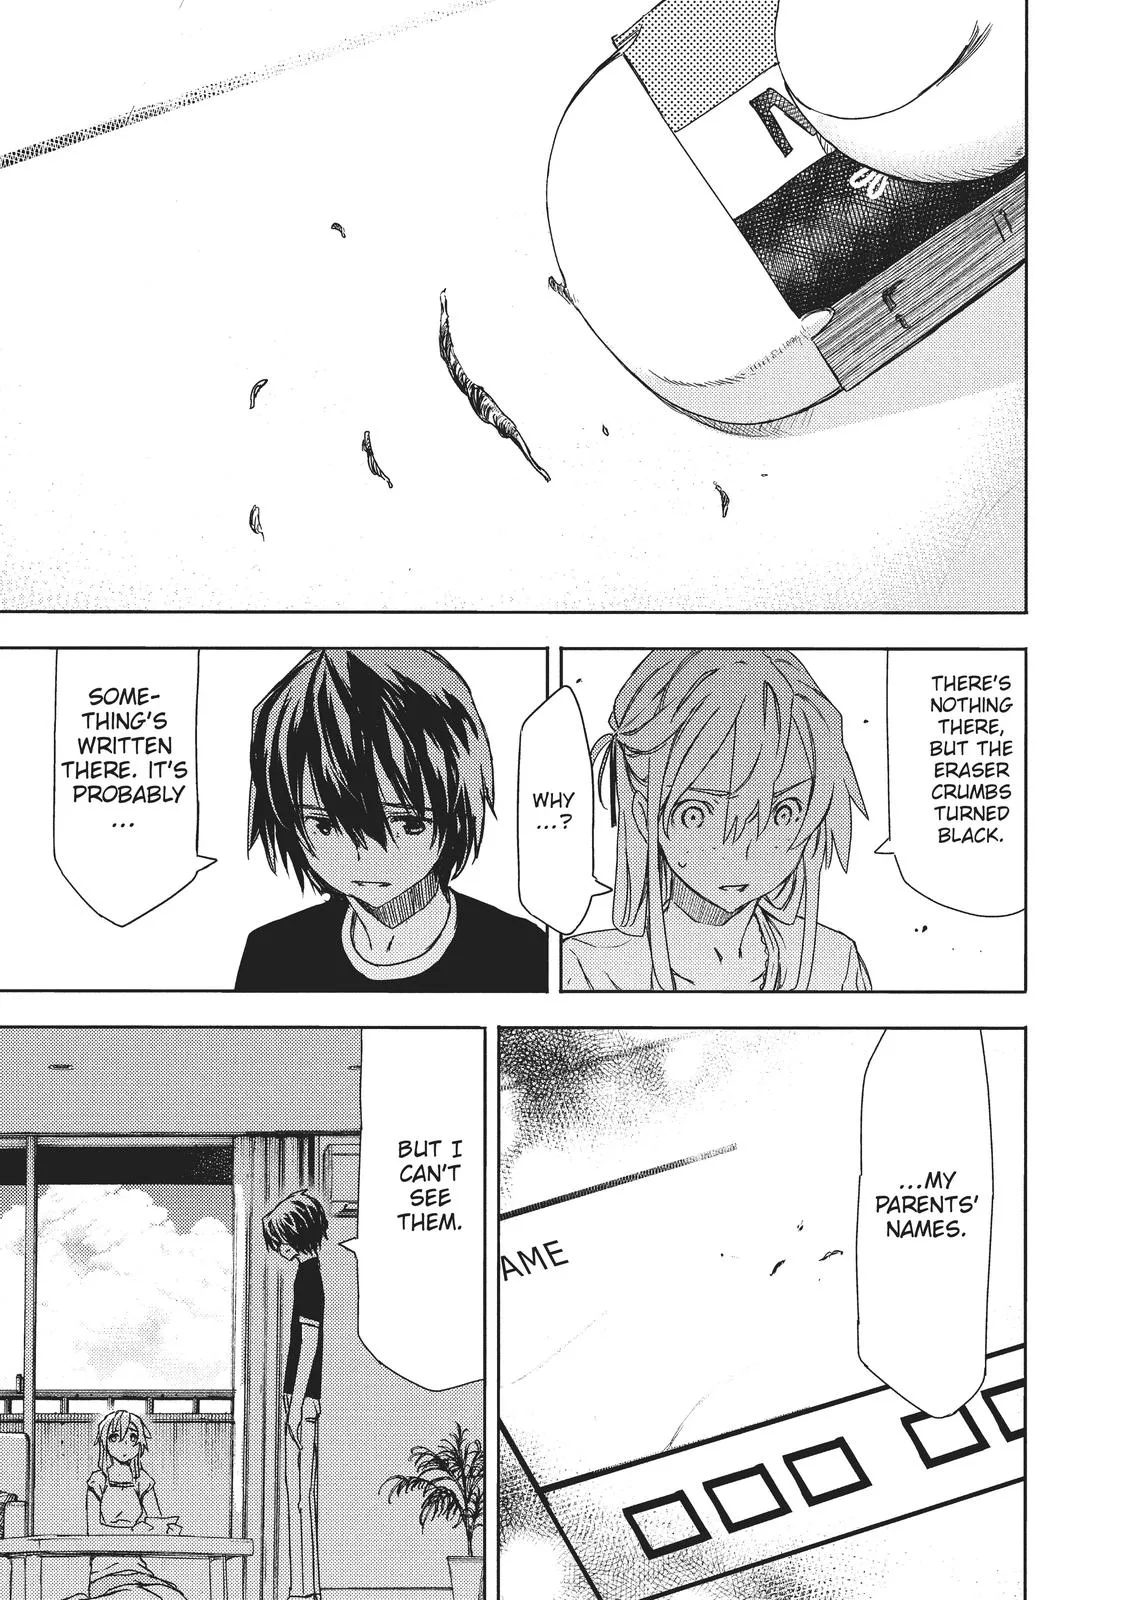 THERE'S
NOTHING
THERE,
BUT THE
ERASER
CRUMBS
TURNED
BLACK.
WHY
...?
SOME-
THING'S
WRITTEN
THERE. IT'S
PROBABLY
...
...MY
PARENTS'
NAMES.
AME
BUT I
CAN'T
SEE
THEM.